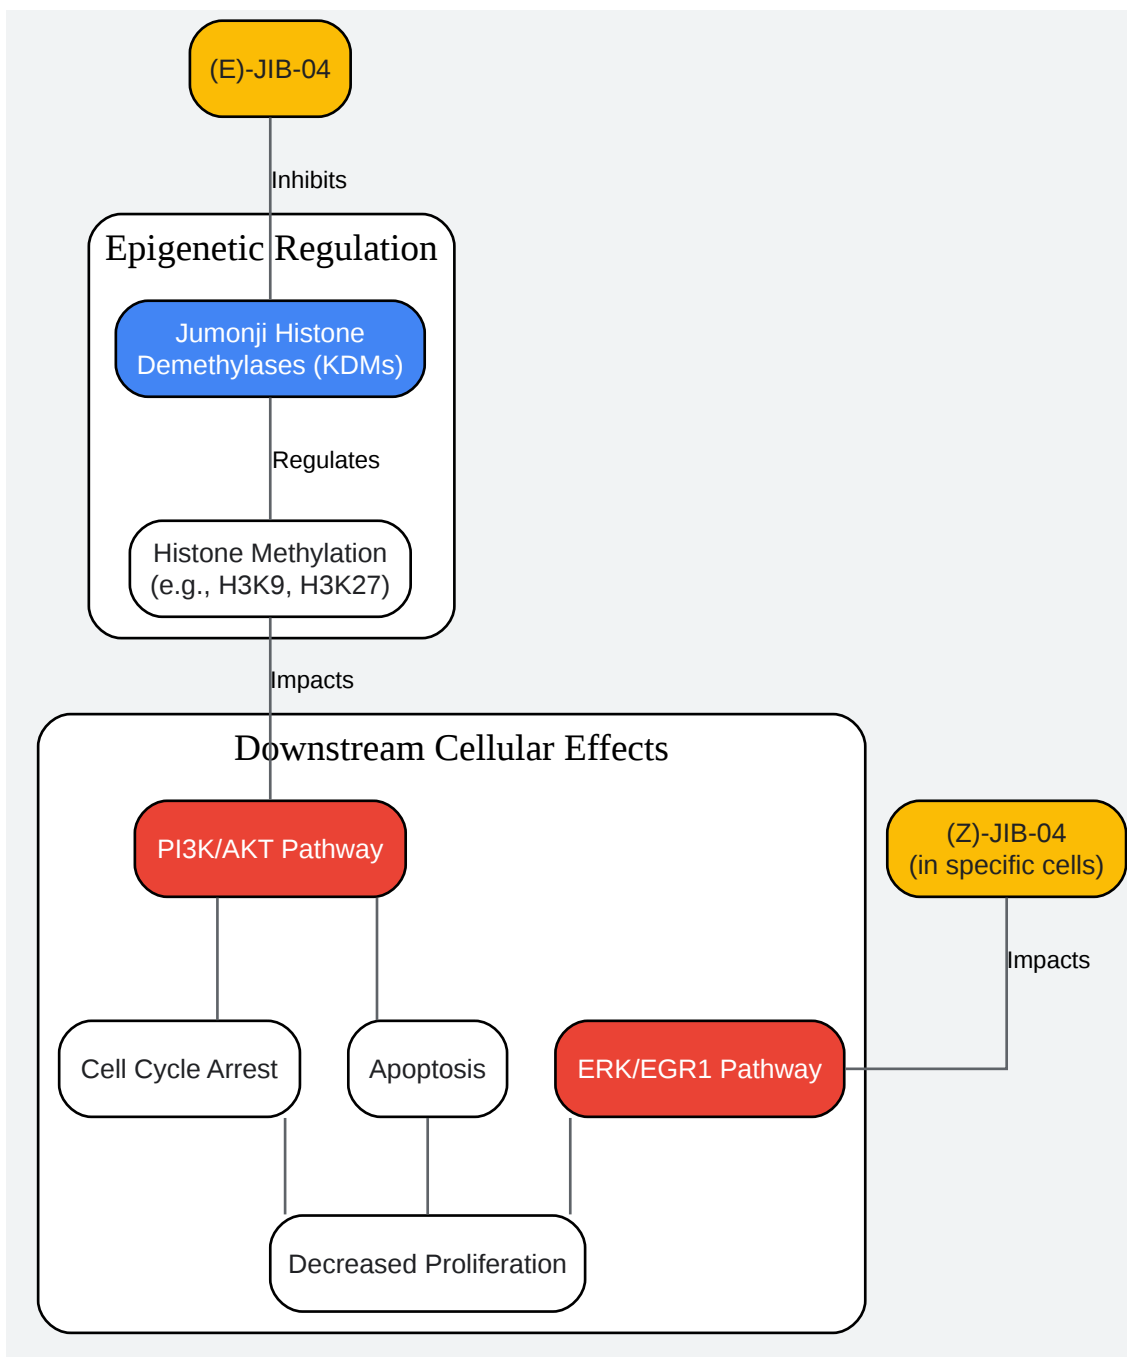 (E)-JIB-04
Inhibits
Epigenetic Regulation
Jumonji Histone
Demethylases (KDMs)
Regulates
Histone Methylation
(e.g., H3K9, H3K27)
Impacts
Downstream Cellular Effects
PI3K/AKT Pathway
(Z)-JIB-04
(in specific cells)
Impacts
Cell Cycle Arrest
Apoptosis
ERK/EGR1 Pathway
Decreased Proliferation